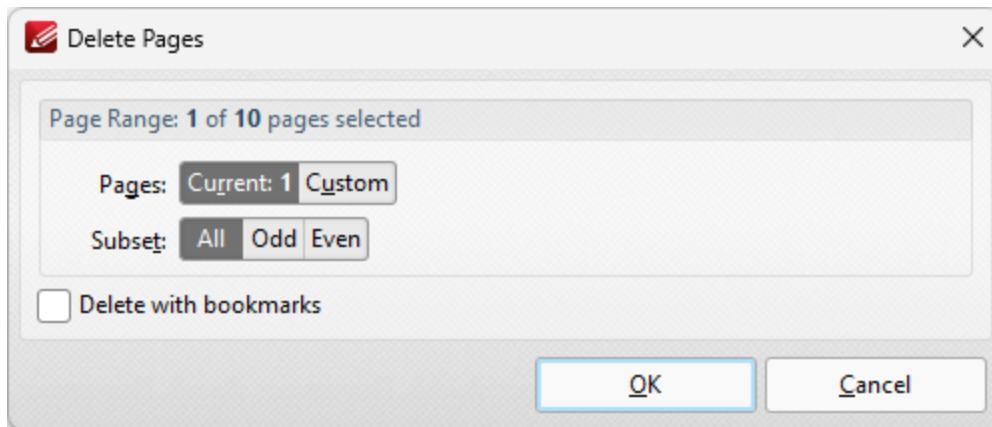 Delete Pages
Page Range: 1 of 10 pages selected
Pages: Current: 1 Custom
Subset: All Odd Even
Delete with bookmarks
OK Cancel